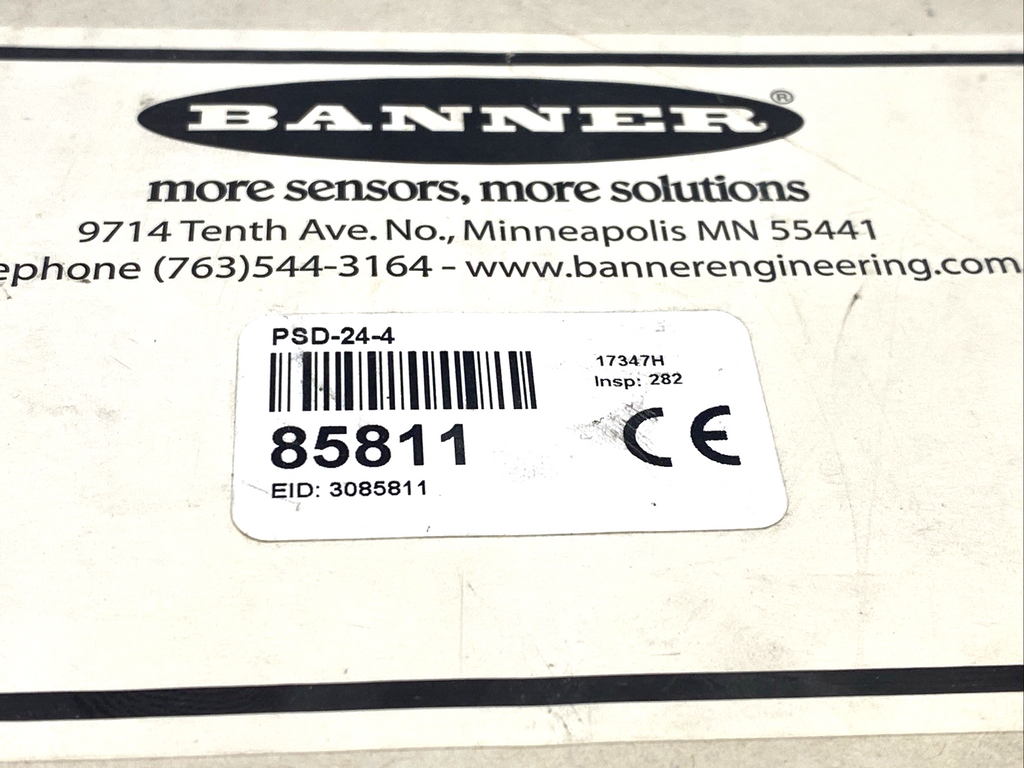 BANNER®
more sensors, more solutions
9714 Tenth Ave. No., Minneapolis MN 55441
ephone (763)544-3164 - www.bannerengineering.com
PSD-24-4
17347H
Insp: 282
85811
CE
EID: 3085811